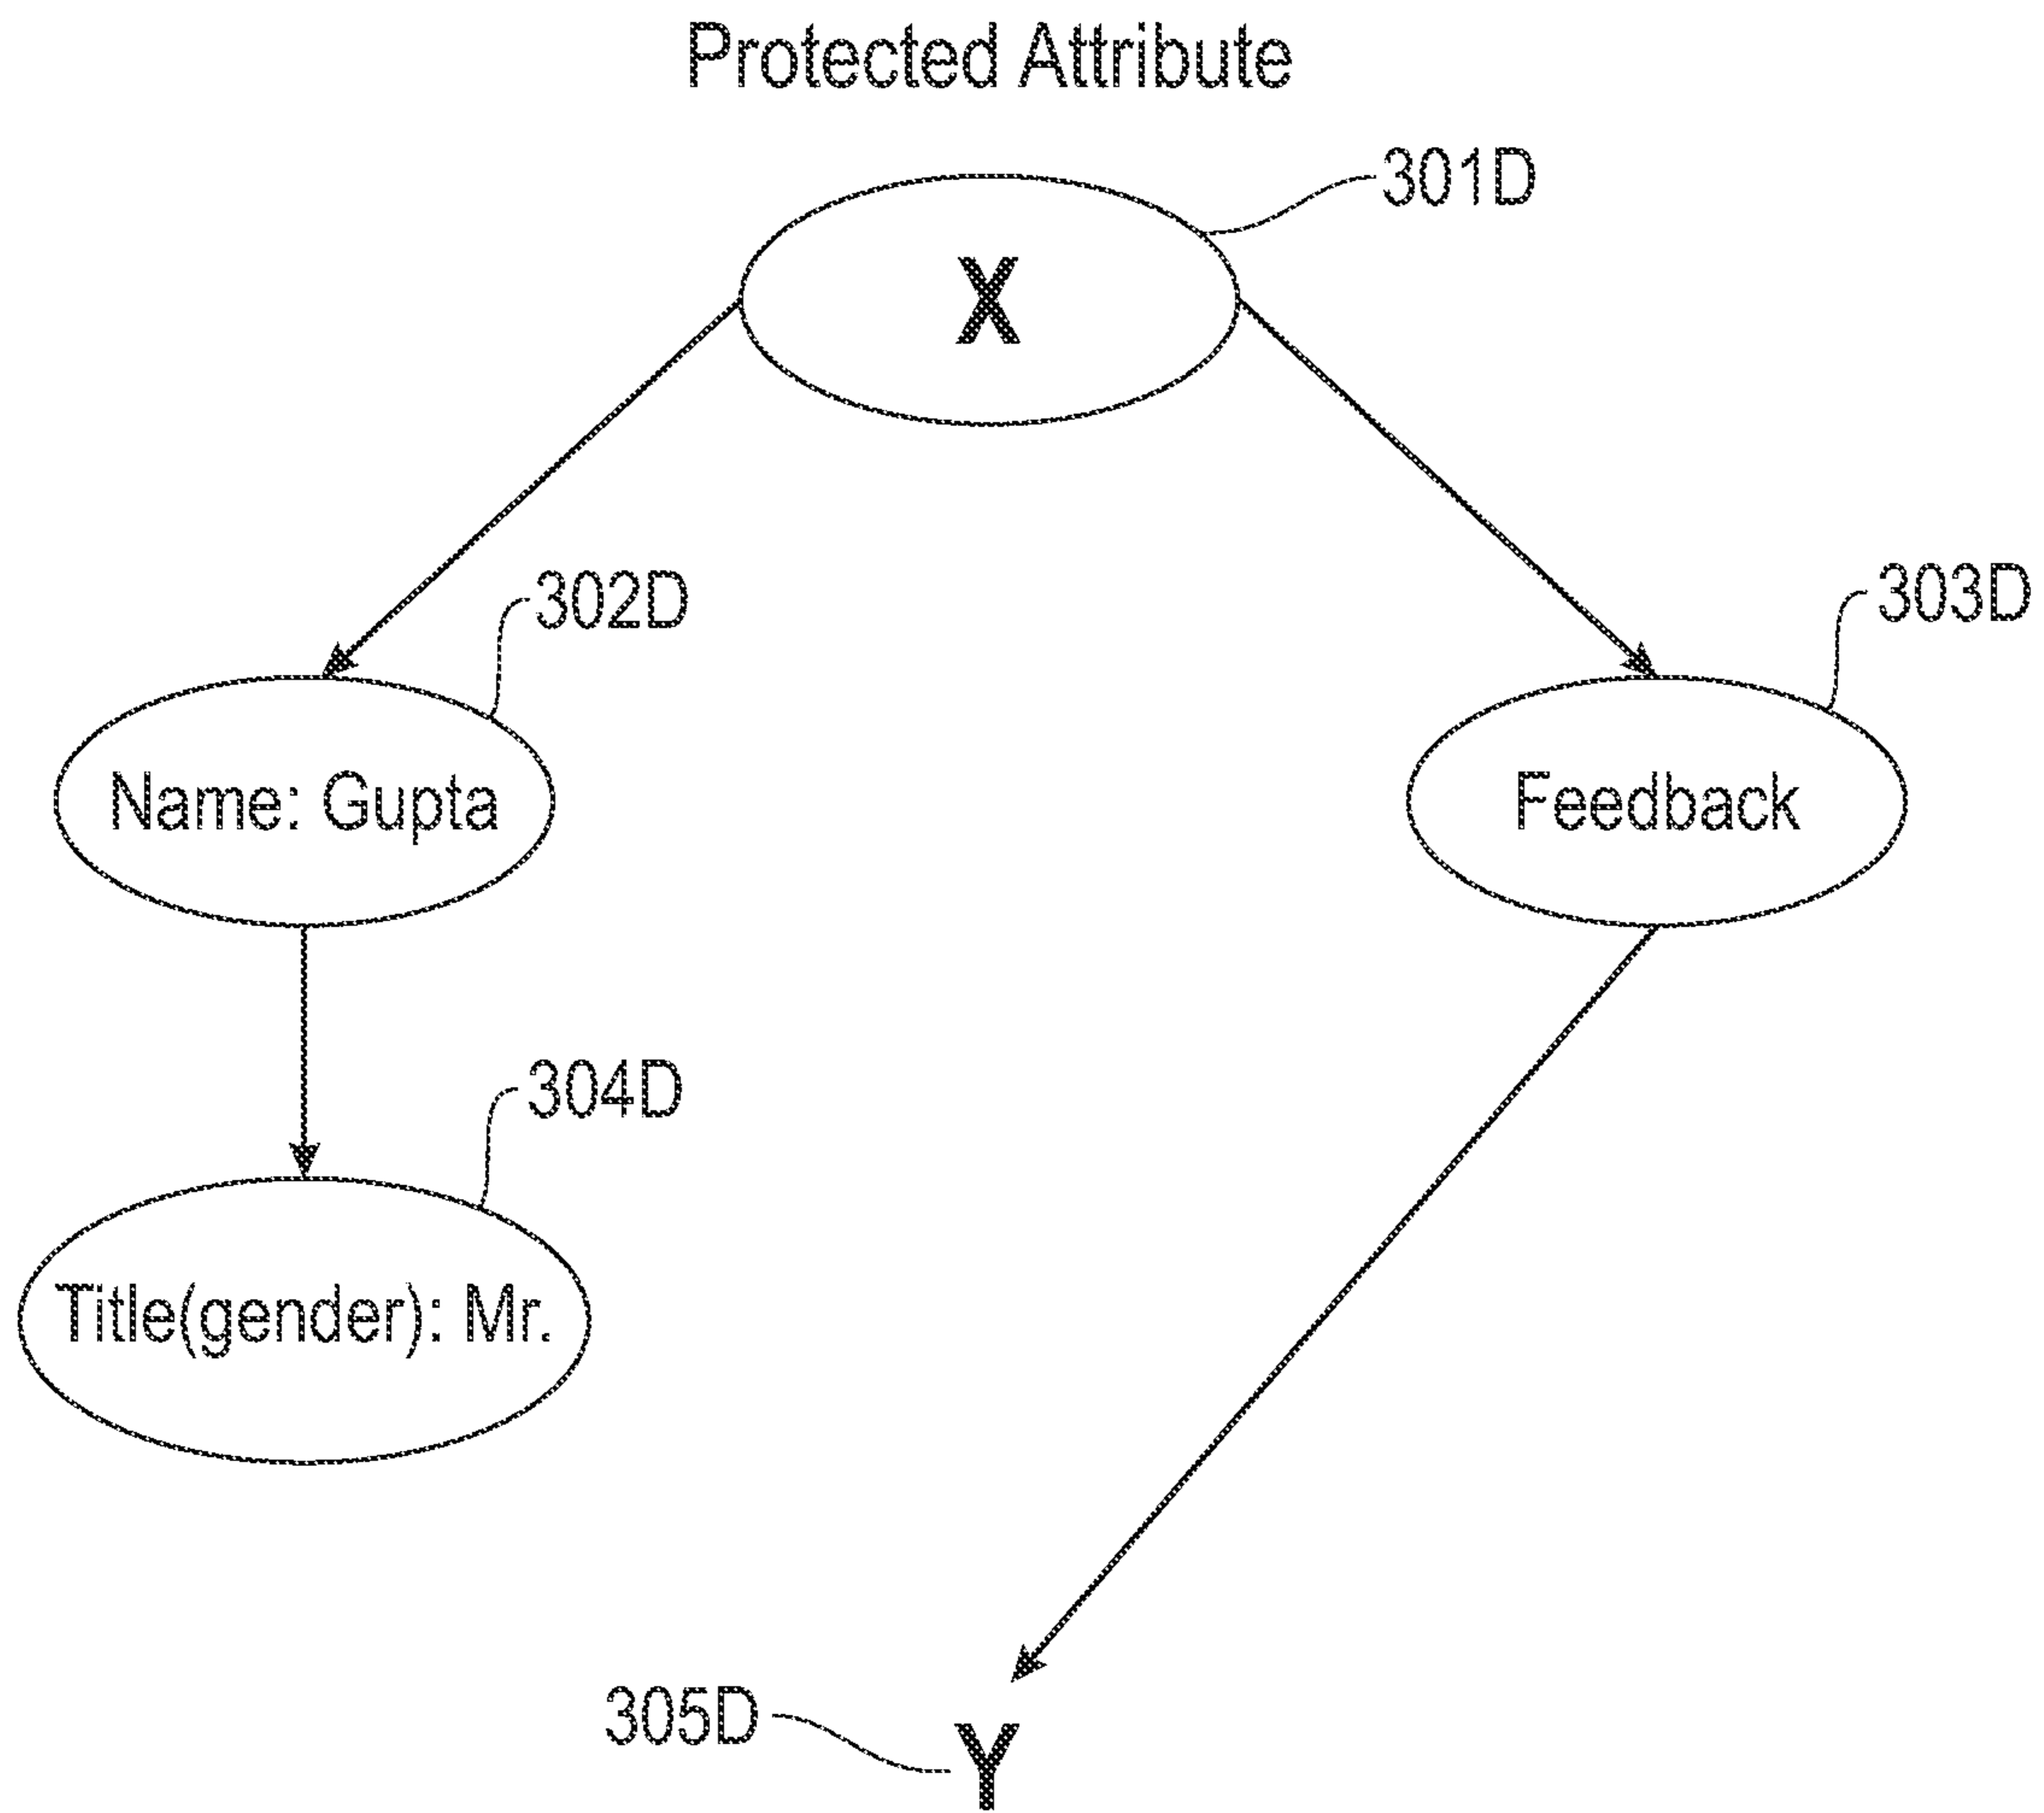 Protected Attribute
301D
X
302D
303D
Name: Gupta
Feedback
304D
Title(gender): Mr.
305D
Y